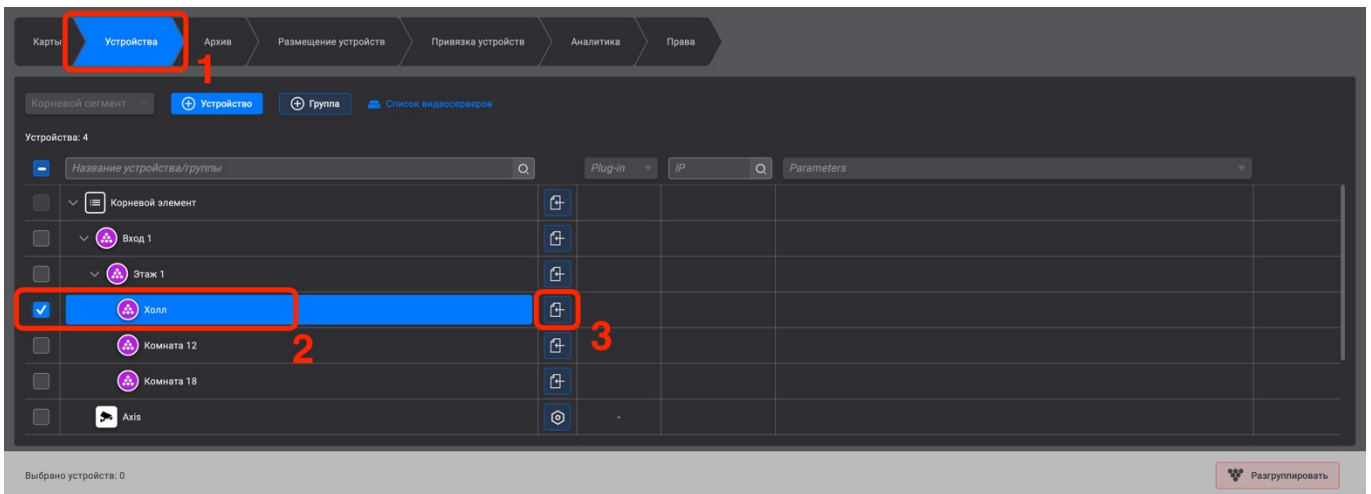 Карты Устройства Архив Размещение устройств Привязка устройств Аналитика Права
1
Корневой сегмент Устройство Группа Список видеосерверов
Устройства: 4
Название устройства/группы Plug-in IP Parameters
Корневой элемент
Вход 1
Этаж 1
Холл
2 3
Комната 12
Комната 18
Axis -
Выбрано устройств: 0 Разгруппировать